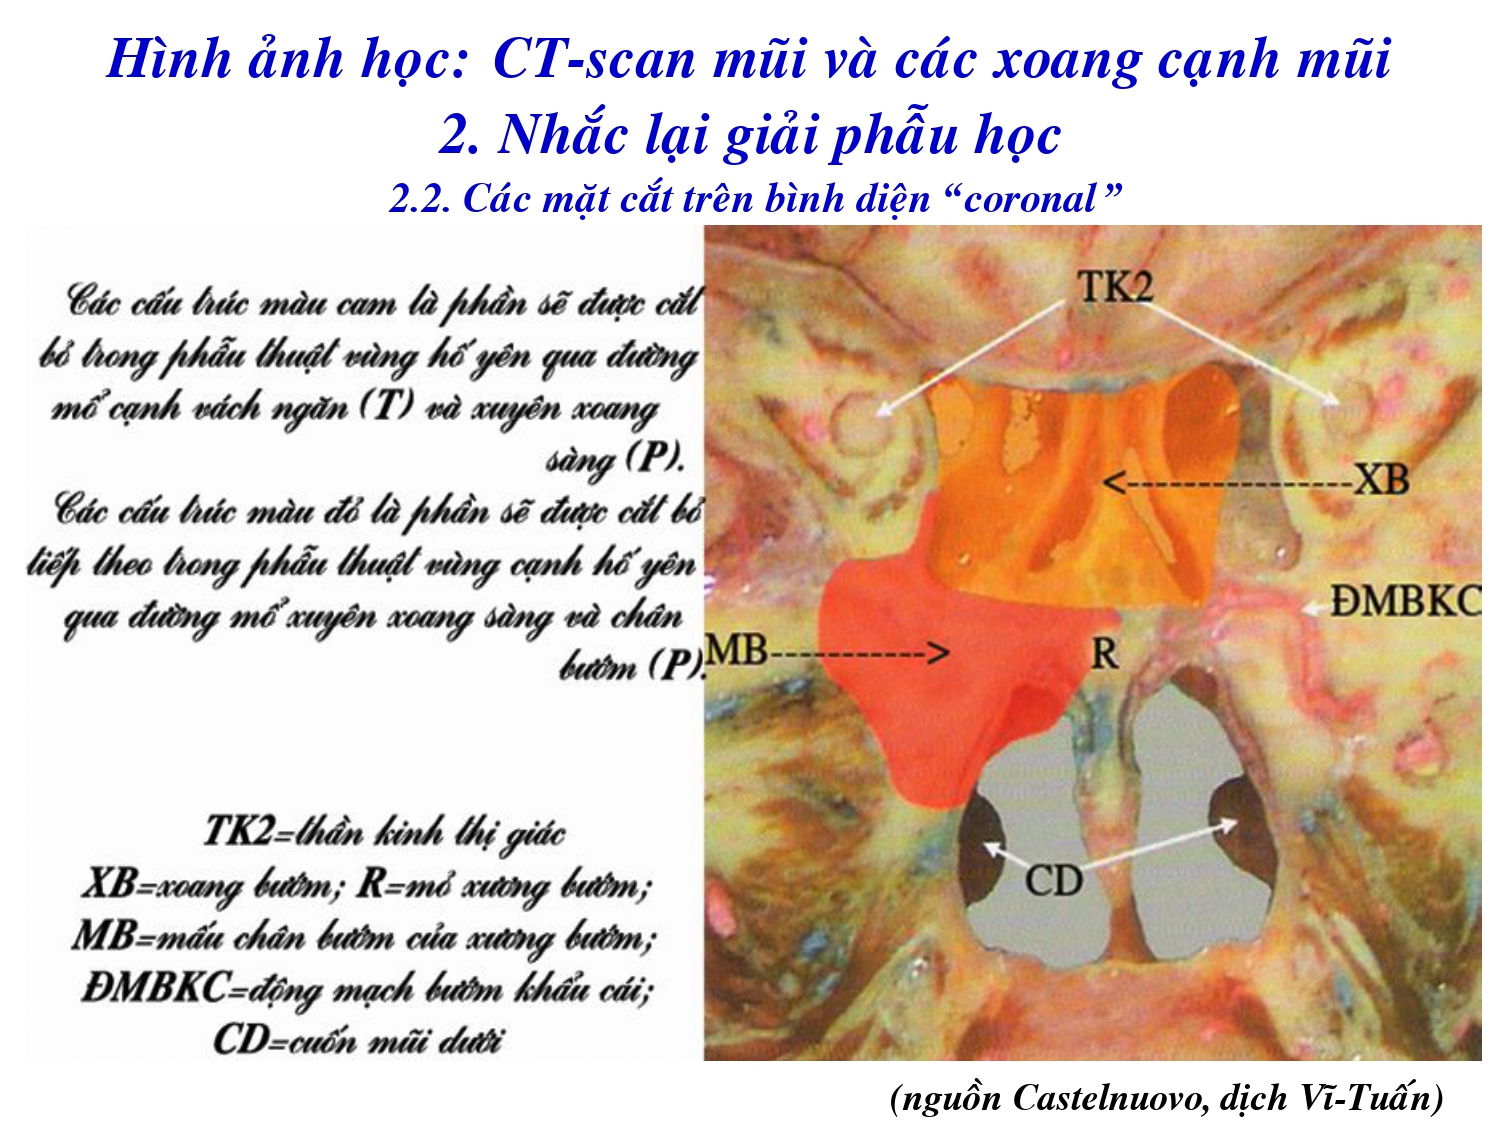 Hình ảnh học: CT-scan mũi và các xoang cạnh mũi
2. Nhắc lại giải phẫu học
2.2. Các mặt cắt trên bình diện “coronal”
Các cấu trúc màu cam là phần sẽ được cắt
bỏ trong phẫu thuật vùng hố yên qua đường
mổ cạnh vách ngăn (T) và xuyên xoang
sàng (P).
Các cấu trúc màu đỏ là phần sẽ được cắt bỏ
tiếp theo trong phẫu thuật vùng cạnh hố yên
qua đường mổ xuyên xoang sàng và chân
bướm (P).
TK2=thần kinh thị giác
XB=xoang bướm; R=mỏ xương bướm;
MB=mấu chân bướm của xương bướm;
ĐMBKC=động mạch bướm khẩu cái;
CD=cuốn mũi dưới
TK2
<---------------XB
ĐMBKC
MB----------->
R
CD
(nguồn Castelnuovo, dịch Vĩ-Tuấn)